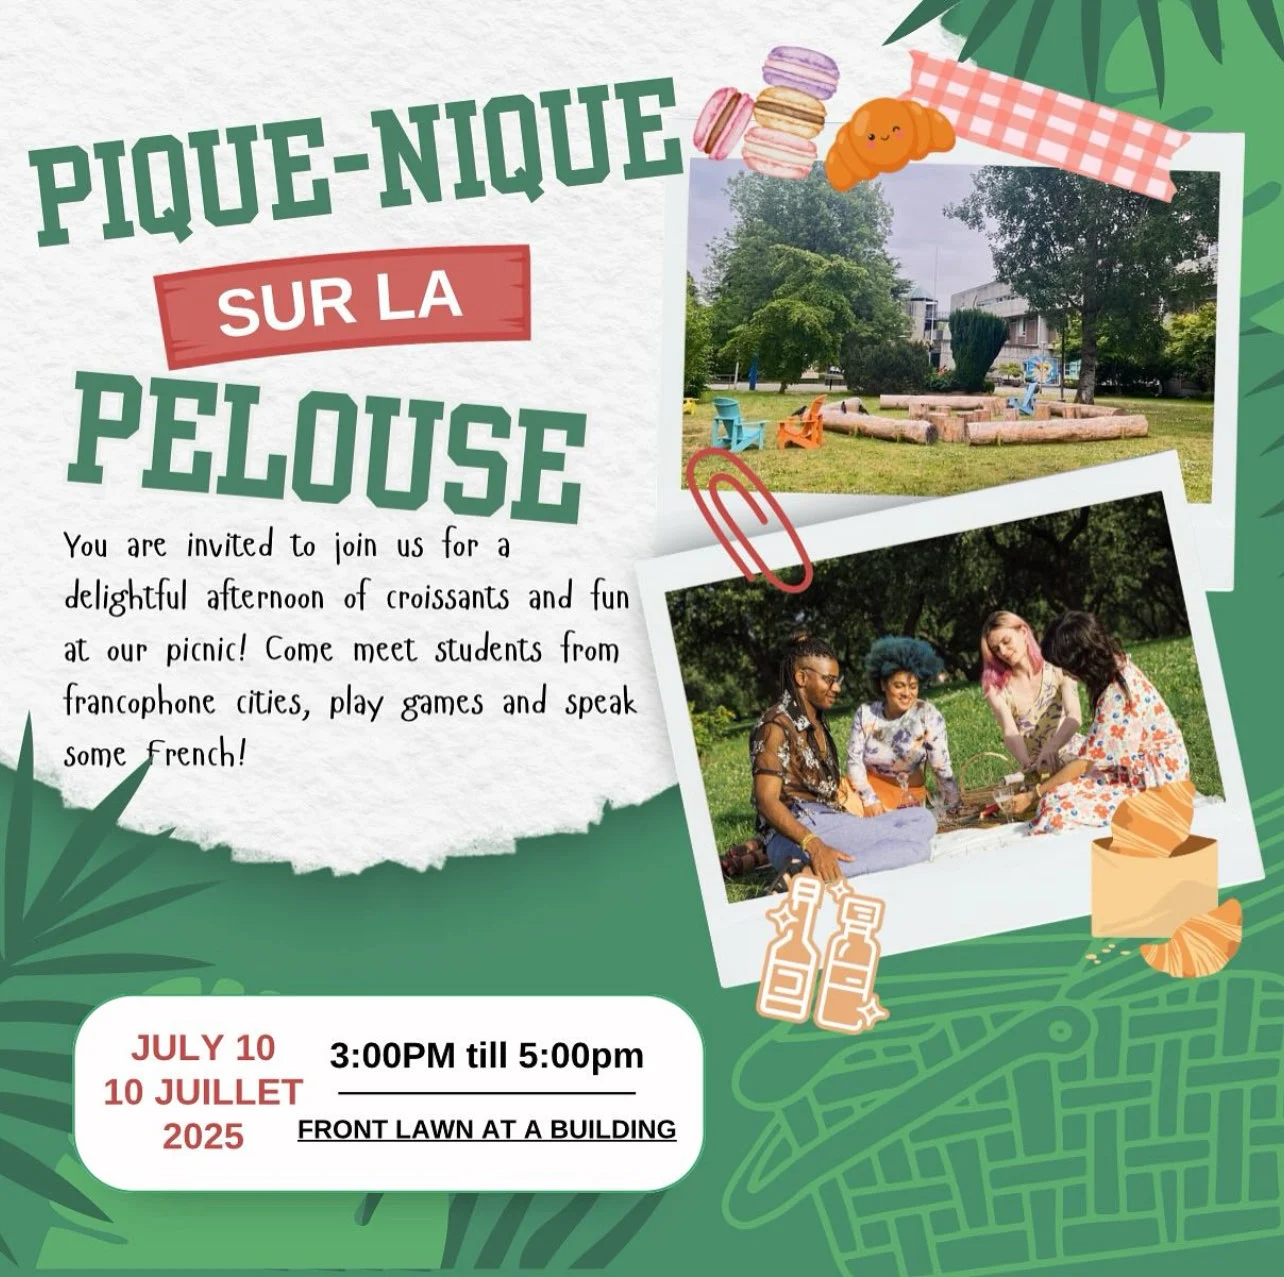 PIQUE-NIQUE
SUR LA
PELOUSE
You are invited to join us for a
delightful afternoon of croissants and fun
at our picnic! Come meet students from
francophone cities, play games and speak
some French!
JULY 10
10 JUILLET
2025
3:00PM till 5:00pm
FRONT LAWN AT A BUILDING